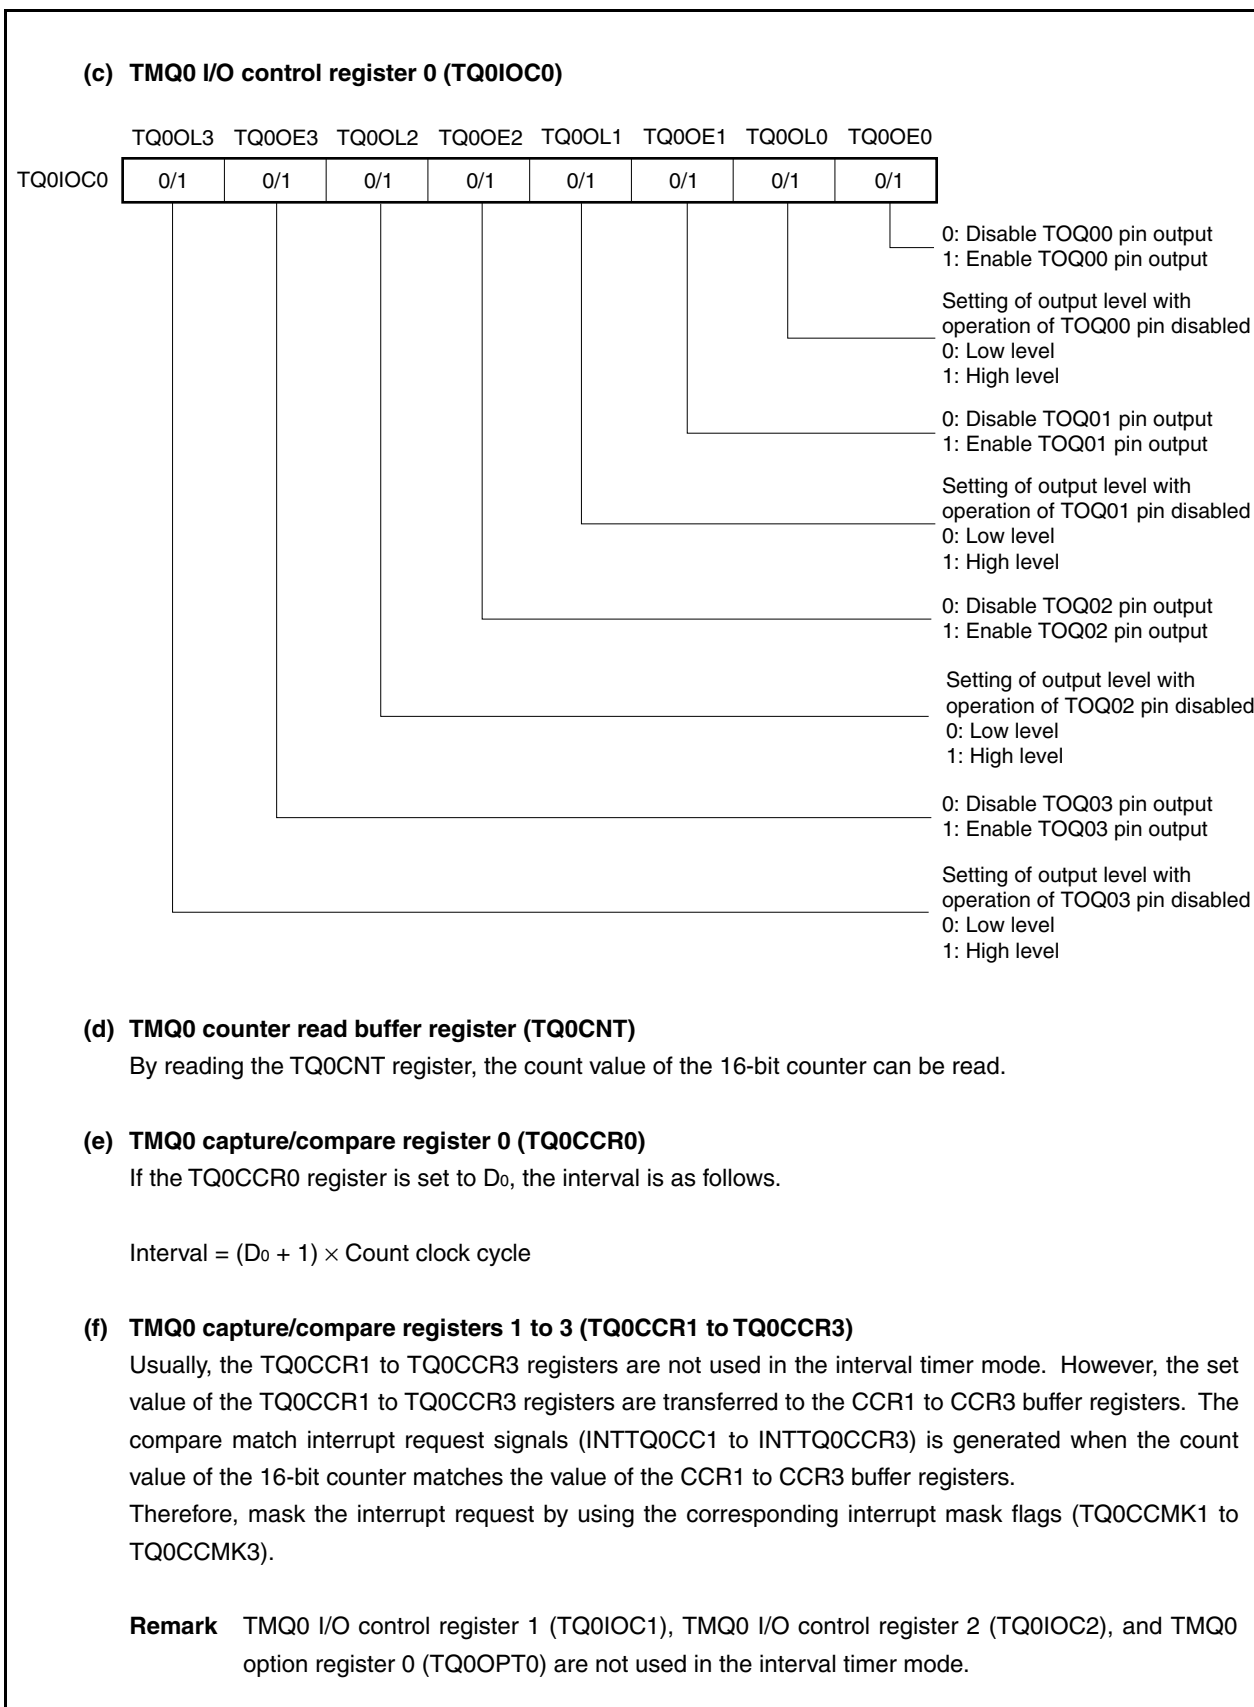 (c) TMQ0 I/O control register 0 (TQ0IOC0)
TQ0OL3 TQ0OE3 TQ0OL2 TQ0OE2 TQ0OL1 TQ0OE1 TQ0OL0 TQ0OE0
TQ0IOC0 0/1 0/1 0/1 0/1 0/1 0/1 0/1 0/1
0: Disable TOQ00 pin output
1: Enable TOQ00 pin output
Setting of output level with
operation of TOQ00 pin disabled
0: Low level
1: High level
0: Disable TOQ01 pin output
1: Enable TOQ01 pin output
Setting of output level with
operation of TOQ01 pin disabled
0: Low level
1: High level
0: Disable TOQ02 pin output
1: Enable TOQ02 pin output
Setting of output level with
operation of TOQ02 pin disabled
0: Low level
1: High level
0: Disable TOQ03 pin output
1: Enable TOQ03 pin output
Setting of output level with
operation of TOQ03 pin disabled
0: Low level
1: High level
(d) TMQ0 counter read buffer register (TQ0CNT)
By reading the TQ0CNT register, the count value of the 16-bit counter can be read.
(e) TMQ0 capture/compare register 0 (TQ0CCR0)
If the TQ0CCR0 register is set to D0, the interval is as follows.
Interval = (D0 + 1) × Count clock cycle
(f) TMQ0 capture/compare registers 1 to 3 (TQ0CCR1 to TQ0CCR3)
Usually, the TQ0CCR1 to TQ0CCR3 registers are not used in the interval timer mode. However, the set
value of the TQ0CCR1 to TQ0CCR3 registers are transferred to the CCR1 to CCR3 buffer registers. The
compare match interrupt request signals (INTTQ0CC1 to INTTQ0CCR3) is generated when the count
value of the 16-bit counter matches the value of the CCR1 to CCR3 buffer registers.
Therefore, mask the interrupt request by using the corresponding interrupt mask flags (TQ0CCMK1 to
TQ0CCMK3).
Remark TMQ0 I/O control register 1 (TQ0IOC1), TMQ0 I/O control register 2 (TQ0IOC2), and TMQ0
option register 0 (TQ0OPT0) are not used in the interval timer mode.